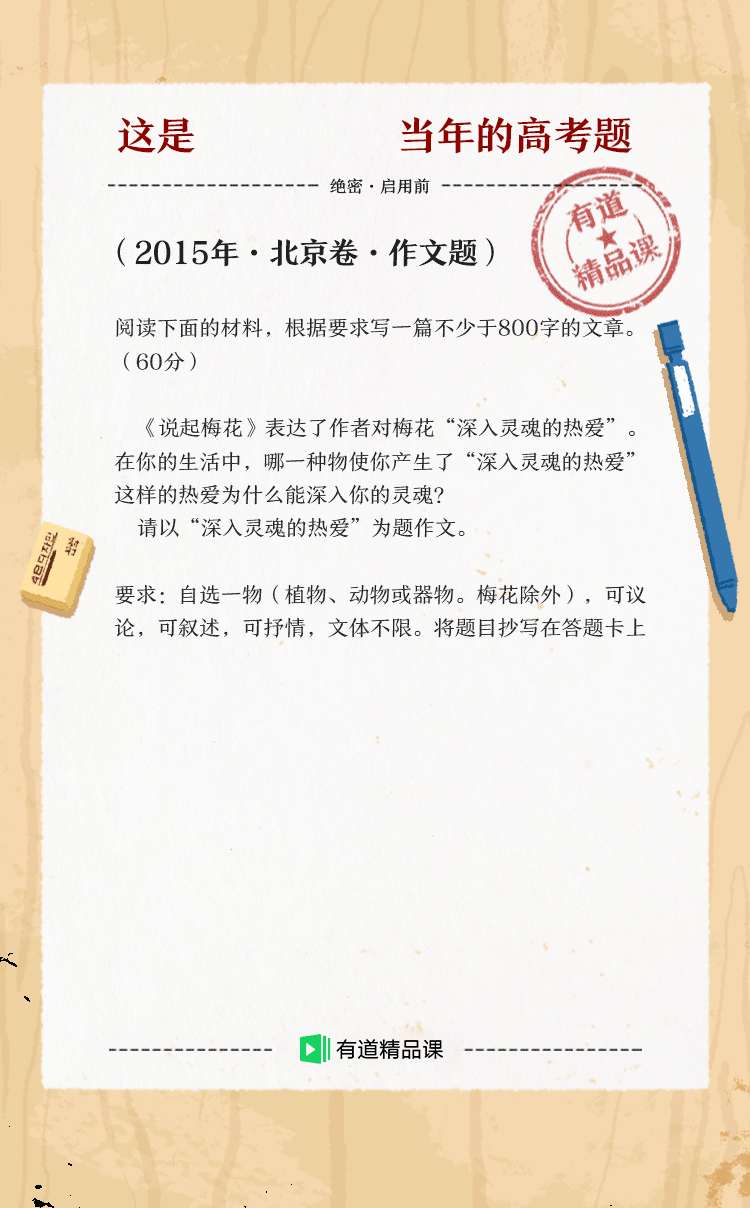 这是 当年的高考题
绝密·启用前
有道
精品课
（2015年·北京卷·作文题）
阅读下面的材料，根据要求写一篇不少于800字的文章。
（60分）
《说起梅花》表达了作者对梅花“深入灵魂的热爱”。
在你的生活中，哪一种物使你产生了“深入灵魂的热爱”
这样的热爱为什么能深入你的灵魂？
请以“深入灵魂的热爱”为题作文。
要求：自选一物（植物、动物或器物。梅花除外），可议
论，可叙述，可抒情，文体不限。将题目抄写在答题卡上
有道精品课